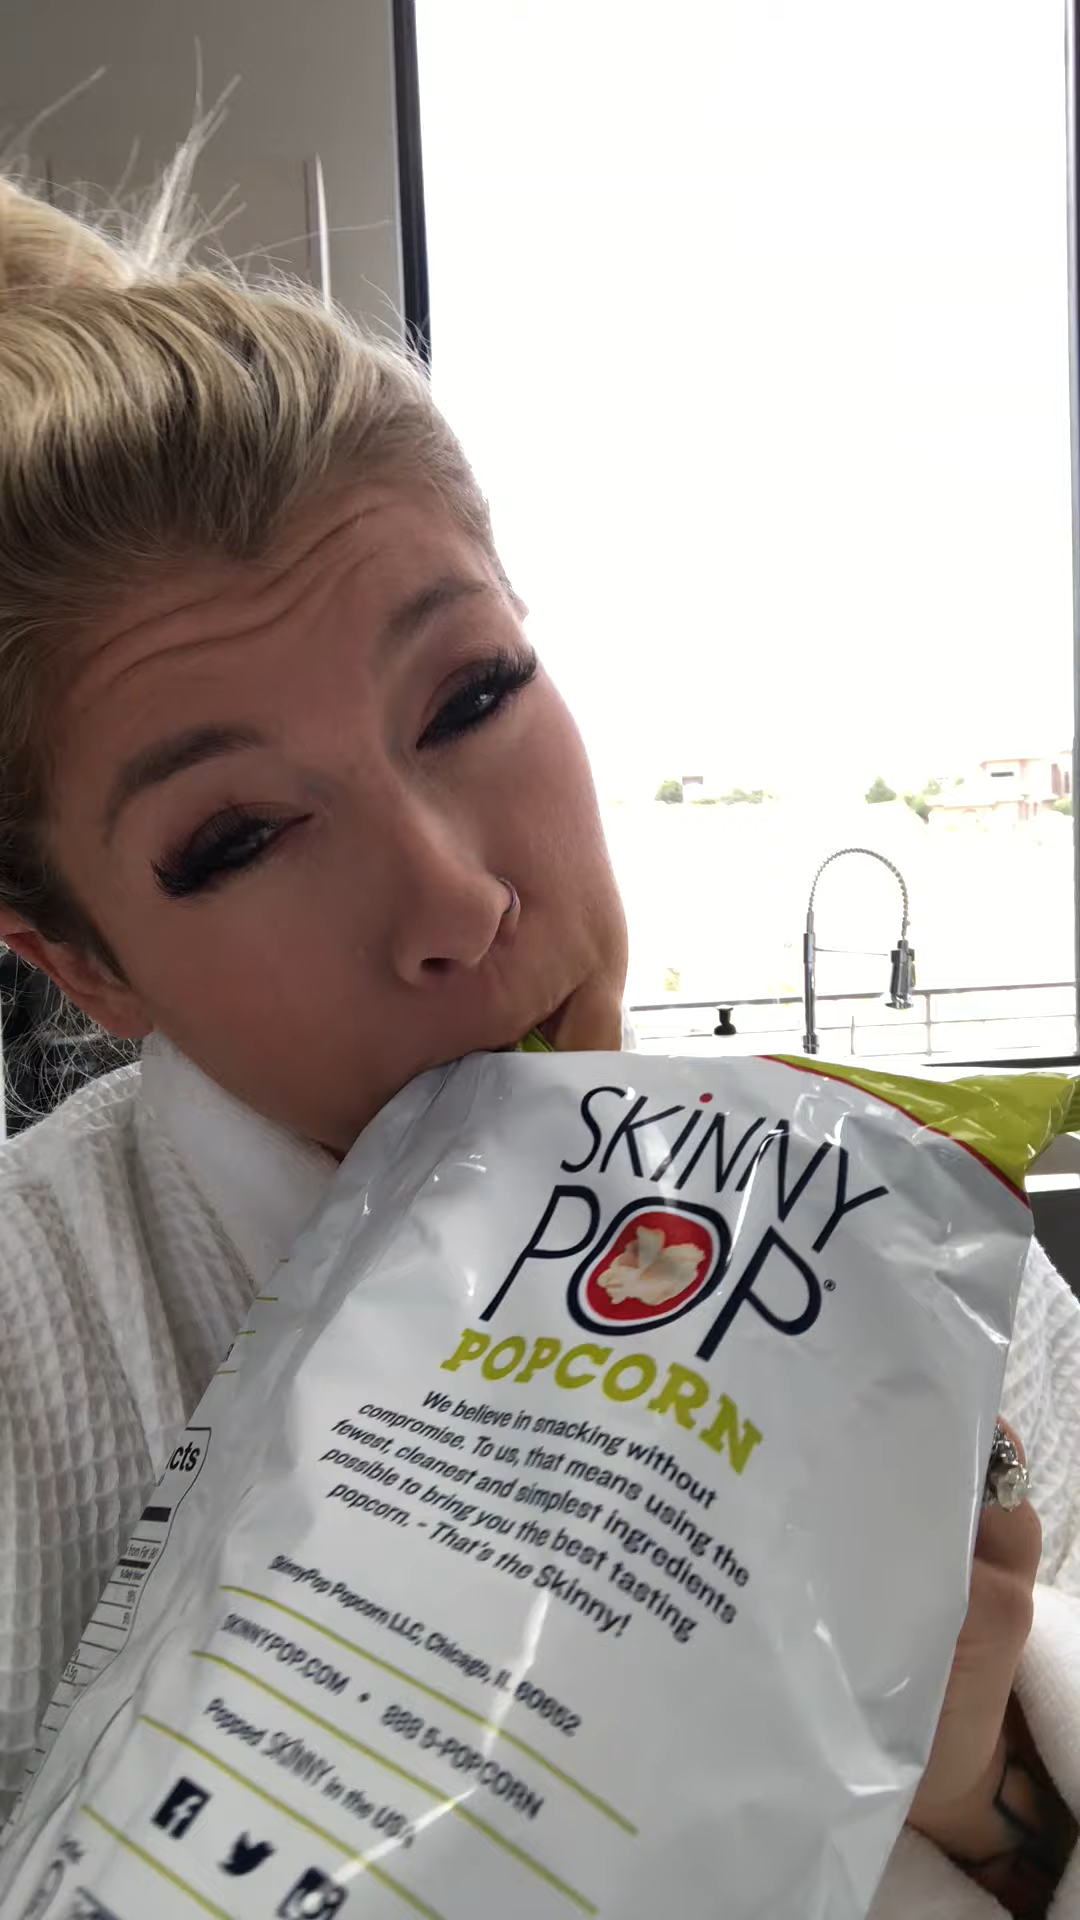 SKiNNY
POP®
POPCORN
We believe in snacking without
compromise. To us, that means using the
fewest, cleanest and simplest ingredients
possible to bring you the best tasting
popcorn. - That's the Skinny!
SkinnyPop Popcorn LLC, Chicago, IL 60652
SKINNYPOP.COM • 888 5-POPCORN
Popped SKINNY in the USA
cts